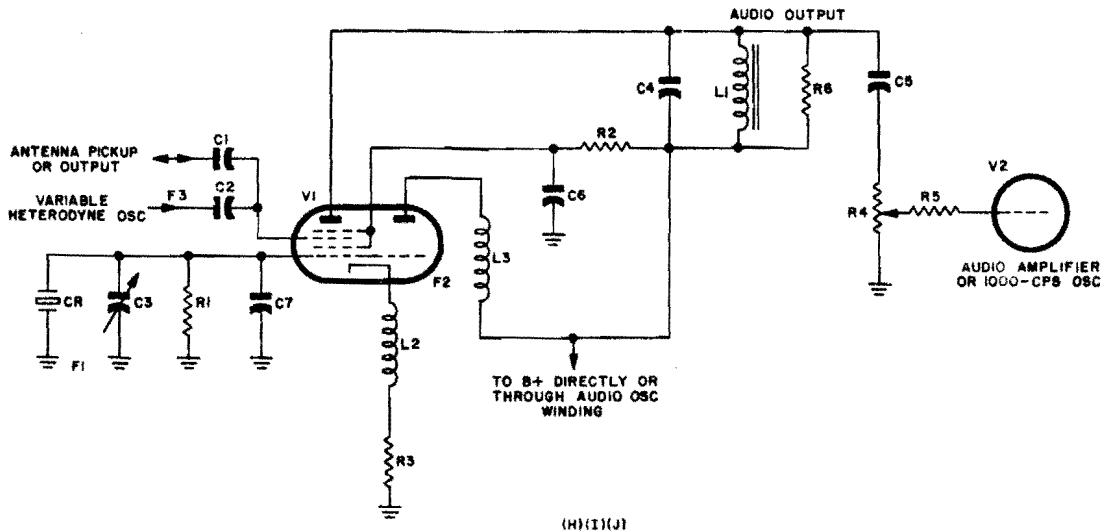 AUDIO OUTPUT
C4
L1
R6
C5
C1
ANTENNA PICKUP
OR OUTPUT
R2
C2
VARIABLE
HETERODYNE OSC
F3
V1
C6
V2
R4
R5
L3
CR
C3
R1
C7
F2
AUDIO AMPLIFIER
OR 1000-CPS OSC
F1
L2
TO B+ DIRECTLY OR
THROUGH AUDIO OSC
WINDING
R3
(H)(I)(J)